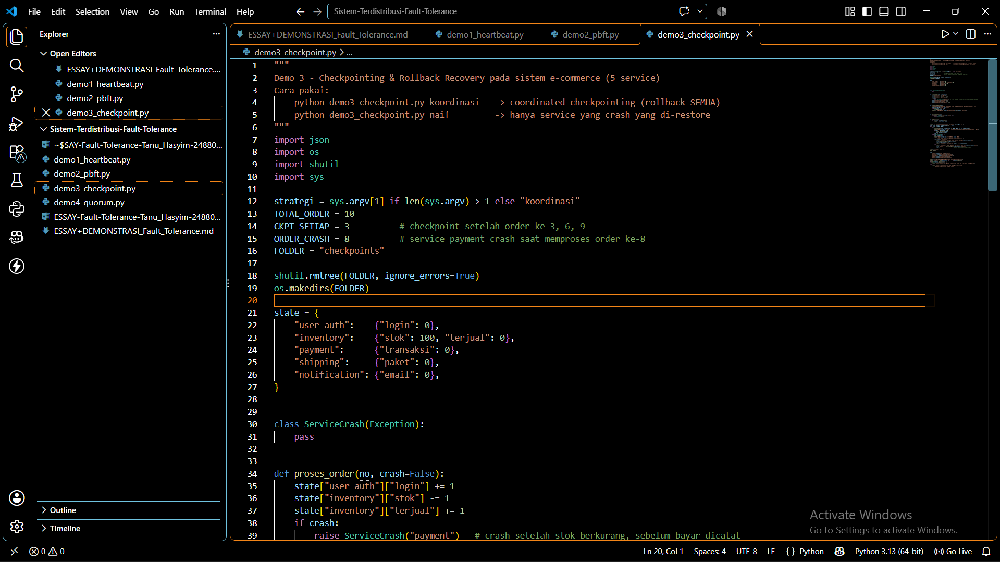 File Edit Selection View Go Run Terminal Help
Sistem-Terdistribusi-Fault-Tolerance
Explorer
Open Editors
ESSAY+DEMONSTRASI_Fault_Tolerance....
demo1_heartbeat.py
demo2_pbft.py
demo3_checkpoint.py
Sistem-Terdistribusi-Fault-Tolerance
~$SAY-Fault-Tolerance-Tanu_Hasyim-24880...
demo1_heartbeat.py
demo2_pbft.py
demo3_checkpoint.py
demo4_quorum.py
ESSAY-Fault-Tolerance-Tanu_Hasyim-24880...
ESSAY+DEMONSTRASI_Fault_Tolerance.md
Outline
Timeline
ESSAY+DEMONSTRASI_Fault_Tolerance.md demo1_heartbeat.py demo2_pbft.py demo3_checkpoint.py
demo3_checkpoint.py > ...
1 """
2 Demo 3 - Checkpointing & Rollback Recovery pada sistem e-commerce (5 service)
3 Cara pakai:
4     python demo3_checkpoint.py koordinasi   -> coordinated checkpointing (rollback SEMUA)
5     python demo3_checkpoint.py naif         -> hanya service yang crash yang di-restore
6 """
7 import json
8 import os
9 import shutil
10 import sys
11
12 strategi = sys.argv[1] if len(sys.argv) > 1 else "koordinasi"
13 TOTAL_ORDER = 10
14 CKPT_SETIAP = 3          # checkpoint setelah order ke-3, 6, 9
15 ORDER_CRASH = 8          # service payment crash saat memproses order ke-8
16 FOLDER = "checkpoints"
17
18 shutil.rmtree(FOLDER, ignore_errors=True)
19 os.makedirs(FOLDER)
20
21 state = {
22     "user_auth":    {"login": 0},
23     "inventory":    {"stok": 100, "terjual": 0},
24     "payment":      {"transaksi": 0},
25     "shipping":     {"paket": 0},
26     "notification": {"email": 0},
27 }
28
29
30 class ServiceCrash(Exception):
31     pass
32
33
34 def proses_order(no, crash=False):
35     state["user_auth"]["login"] += 1
36     state["inventory"]["stok"] -= 1
37     state["inventory"]["terjual"] += 1
38     if crash:
39         raise ServiceCrash("payment")   # crash setelah stok berkurang, sebelum bayar dicatat
Activate Windows
Go to Settings to activate Windows.
0 0 Ln 20, Col 1 Spaces: 4 UTF-8 LF {} Python Python 3.13 (64-bit) Go Live